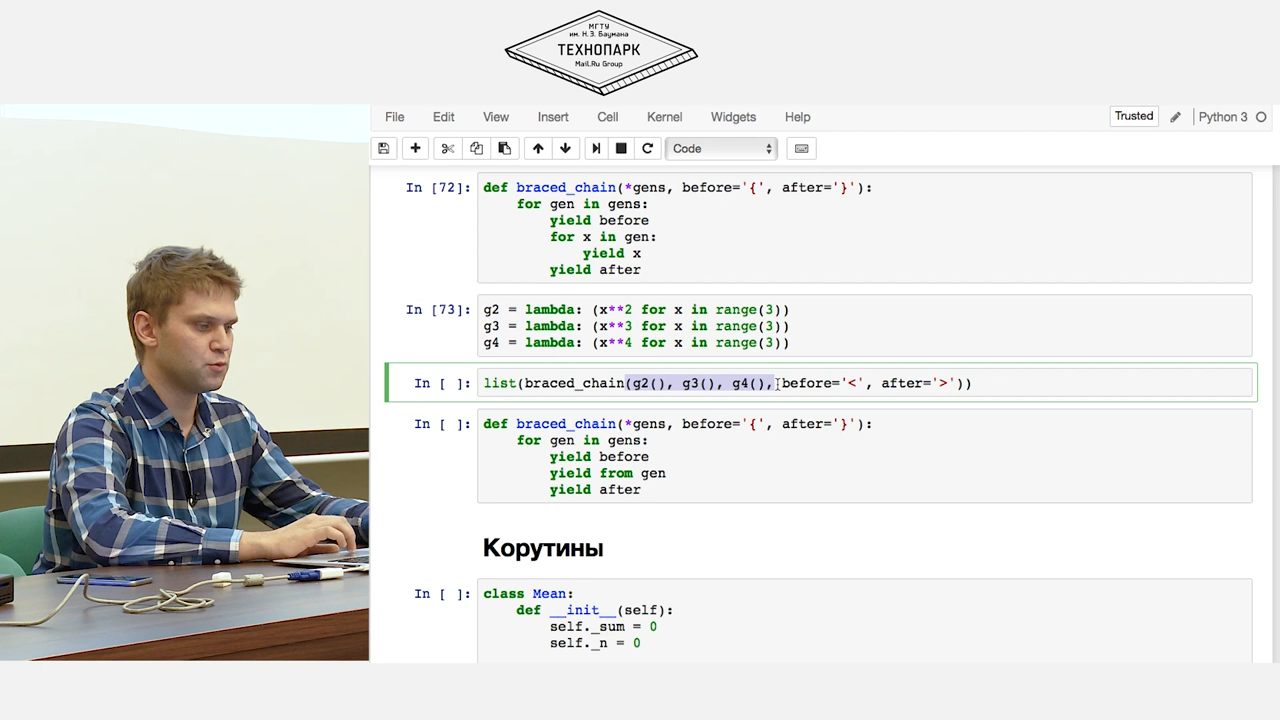 МГТУ
им. Н.Э. Баумана
ТЕХНОПАРК
Mail.Ru Group
File Edit View Insert Cell Kernel Widgets Help Trusted Python 3
Code
In [72]: def braced_chain(*gens, before='{', after='}'):
for gen in gens:
yield before
for x in gen:
yield x
yield after
In [73]: g2 = lambda: (x**2 for x in range(3))
g3 = lambda: (x**3 for x in range(3))
g4 = lambda: (x**4 for x in range(3))
In [ ]: list(braced_chain(g2(), g3(), g4(), before='<', after='>'))
In [ ]: def braced_chain(*gens, before='{', after='}'):
for gen in gens:
yield before
yield from gen
yield after
Корутины
In [ ]: class Mean:
def __init__(self):
self._sum = 0
self._n = 0